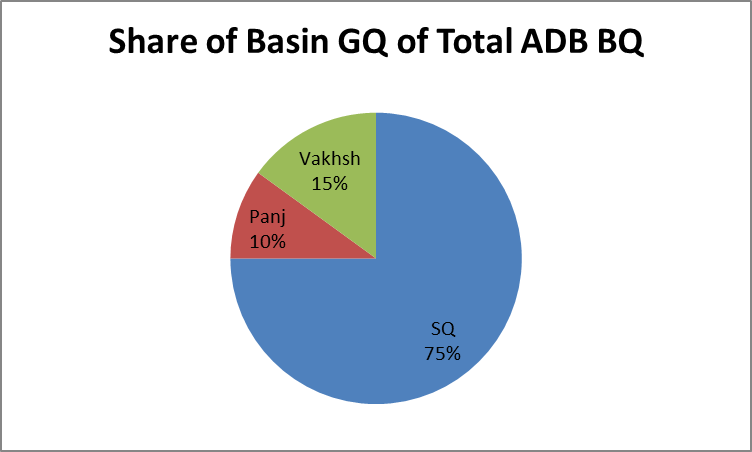 Share of Basin GQ of Total ADB BQ
Vakhsh
15%
Panj
10%
SQ
75%